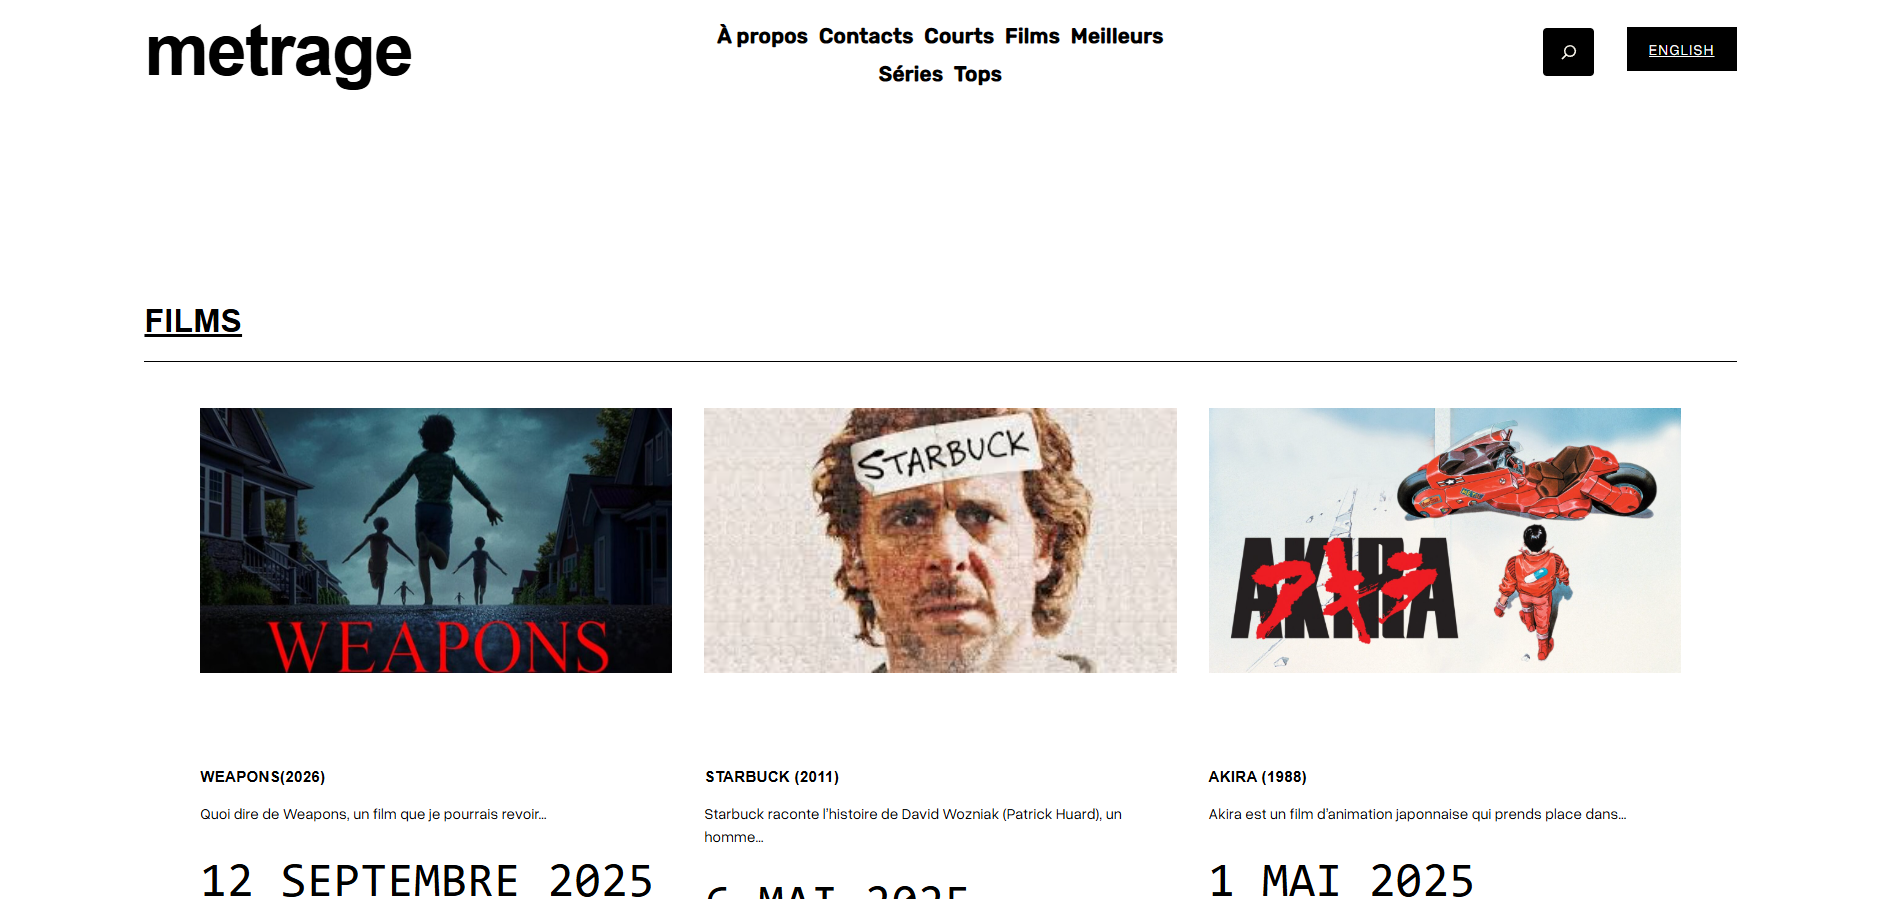 metrage
À propos Contacts Courts Films Meilleurs
Séries Tops
ENGLISH
FILMS
WEAPONS
STARBUCK
AKIRA
アキラ
WEAPONS(2026)
Quoi dire de Weapons, un film que je pourrais revoir…
12 SEPTEMBRE 2025
STARBUCK (2011)
Starbuck raconte l’histoire de David Wozniak (Patrick Huard), un
homme…
6 MAI 2025
AKIRA (1988)
Akira est un film d’animation japonnaise qui prends place dans…
1 MAI 2025